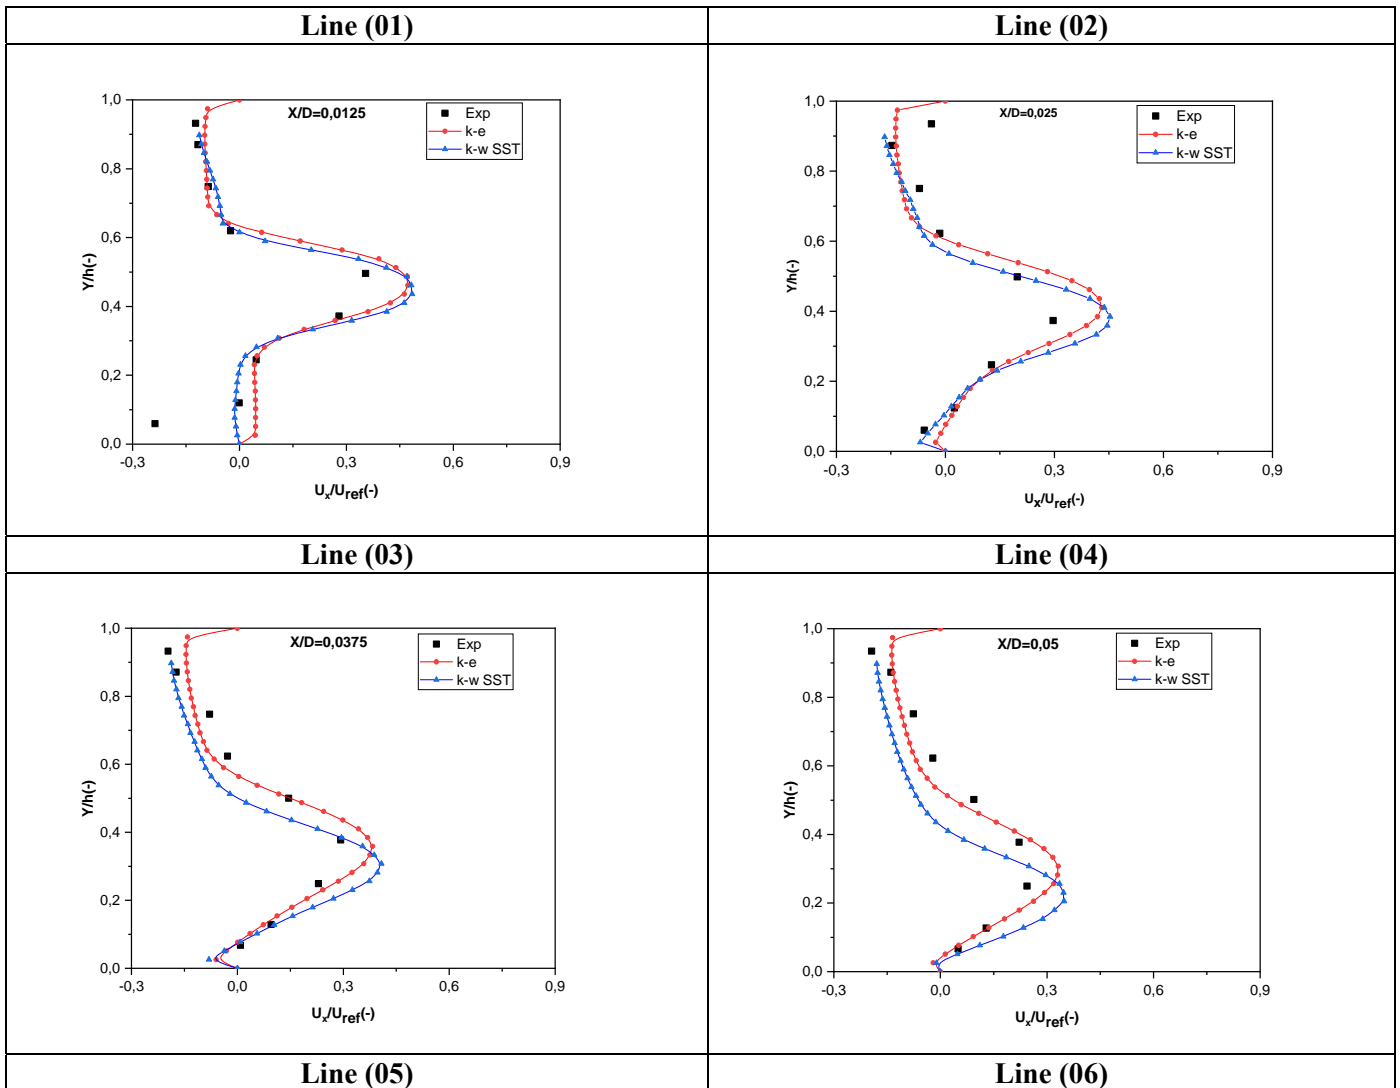 Line (01)
Line (02)
X/D=0,0125
Exp
k-e
k-w SST
1,0
0,8
0,6
0,4
0,2
0,0
Y/h(-)
-0,3
0,0
0,3
0,6
0,9
Ux/Uref(-)
X/D=0,025
Exp
k-e
k-w SST
1,0
0,8
0,6
0,4
0,2
0,0
Y/h(-)
-0,3
0,0
0,3
0,6
0,9
Ux/Uref(-)
Line (03)
Line (04)
X/D=0,0375
Exp
k-e
k-w SST
1,0
0,8
0,6
0,4
0,2
0,0
Y/h(-)
-0,3
0,0
0,3
0,6
0,9
Ux/Uref(-)
X/D=0,05
Exp
k-e
k-w SST
1,0
0,8
0,6
0,4
0,2
0,0
Y/h(-)
-0,3
0,0
0,3
0,6
0,9
Ux/Uref(-)
Line (05)
Line (06)